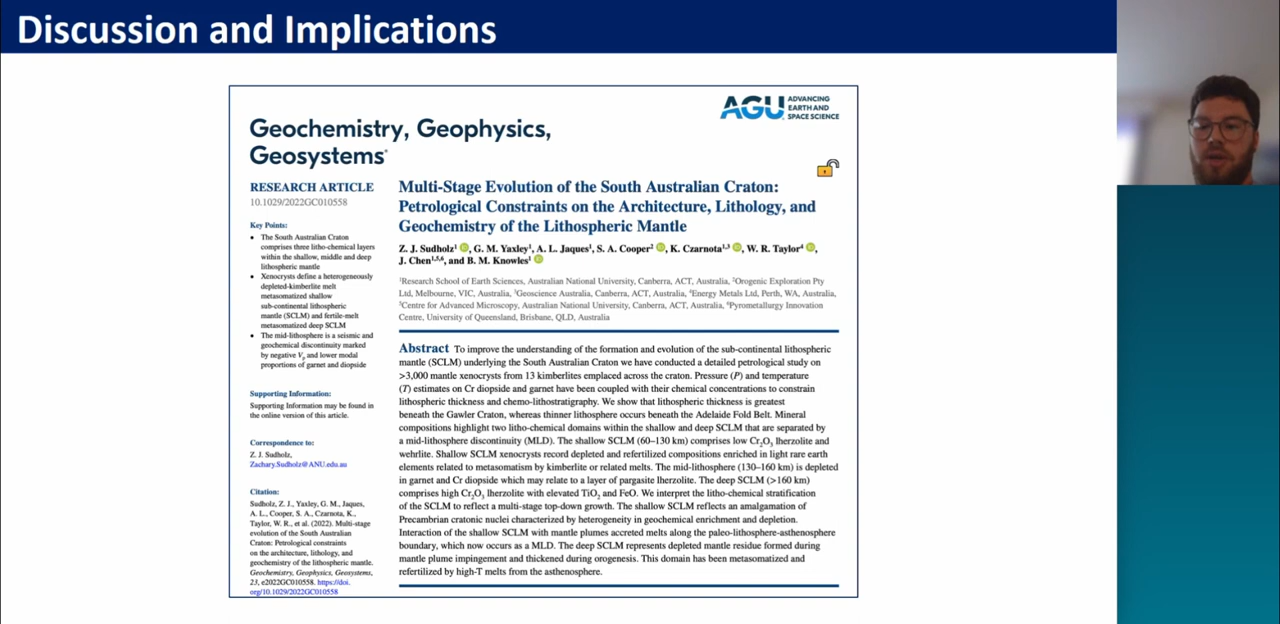 Discussion and Implications
AGU ADVANCING
EARTH AND
SPACE SCIENCE
Geochemistry, Geophysics,
Geosystems®
RESEARCH ARTICLE
10.1029/2022GC010558
Key Points:
• The South Australian Craton
comprises three litho-chemical layers
within the shallow, middle and deep
lithospheric mantle
• Xenocrysts define a heterogeneously
depleted-kimberlite melt
metasomatized shallow
sub-continental lithospheric
mantle (SCLM) and fertile-melt
metasomatized deep SCLM
• The mid-lithosphere is a seismic and
geochemical discontinuity marked
by negative Vs and lower modal
proportions of garnet and diopside
Supporting Information:
Supporting Information may be found in
the online version of this article.
Correspondence to:
Z. J. Sudholz,
Zachary.Sudholz@ANU.edu.au
Citation:
Sudholz, Z. J., Yaxley, G. M., Jaques,
A. L., Cooper, S. A., Czarnota, K.,
Taylor, W. R., et al. (2022). Multi-stage
evolution of the South Australian
Craton: Petrological constraints
on the architecture, lithology, and
geochemistry of the lithospheric mantle.
Geochemistry, Geophysics, Geosystems,
23, e2022GC010558. https://doi.
org/10.1029/2022GC010558
Multi-Stage Evolution of the South Australian Craton:
Petrological Constraints on the Architecture, Lithology, and
Geochemistry of the Lithospheric Mantle
Z. J. Sudholz¹, G. M. Yaxley¹, A. L. Jaques¹, S. A. Cooper², K. Czarnota¹,³, W. R. Taylor⁴,
J. Chen¹,⁵,⁶, and B. M. Knowles¹
¹Research School of Earth Sciences, Australian National University, Canberra, ACT, Australia, ²Orogenic Exploration Pty
Ltd, Melbourne, VIC, Australia, ³Geoscience Australia, Canberra, ACT, Australia, ⁴Energy Metals Ltd, Perth, WA, Australia,
⁵Centre for Advanced Microscopy, Australian National University, Canberra, ACT, Australia, ⁶Pyrometallurgy Innovation
Centre, University of Queensland, Brisbane, QLD, Australia
Abstract To improve the understanding of the formation and evolution of the sub-continental lithospheric
mantle (SCLM) underlying the South Australian Craton we have conducted a detailed petrological study on
>3,000 mantle xenocrysts from 13 kimberlites emplaced across the craton. Pressure (P) and temperature
(T) estimates on Cr diopside and garnet have been coupled with their chemical concentrations to constrain
lithospheric thickness and chemo-lithostratigraphy. We show that lithospheric thickness is greatest
beneath the Gawler Craton, whereas thinner lithosphere occurs beneath the Adelaide Fold Belt. Mineral
compositions highlight two litho-chemical domains within the shallow and deep SCLM that are separated by
a mid-lithosphere discontinuity (MLD). The shallow SCLM (60–130 km) comprises low Cr₂O₃ lherzolite and
wehrlite. Shallow SCLM xenocrysts record depleted and refertilized compositions enriched in light rare earth
elements related to metasomatism by kimberlite or related melts. The mid-lithosphere (130–160 km) is depleted
in garnet and Cr diopside which may relate to a layer of pargasite lherzolite. The deep SCLM (>160 km)
comprises high Cr₂O₃ lherzolite with elevated TiO₂ and FeO. We interpret the litho-chemical stratification
of the SCLM to reflect a multi-stage top-down growth. The shallow SCLM reflects an amalgamation of
Precambrian cratonic nuclei characterized by heterogeneity in geochemical enrichment and depletion.
Interaction of the shallow SCLM with mantle plumes accreted melts along the paleo-lithosphere-asthenosphere
boundary, which now occurs as a MLD. The deep SCLM represents depleted mantle residue formed during
mantle plume impingement and thickened during orogenesis. This domain has been metasomatized and
refertilized by high-T melts from the asthenosphere.